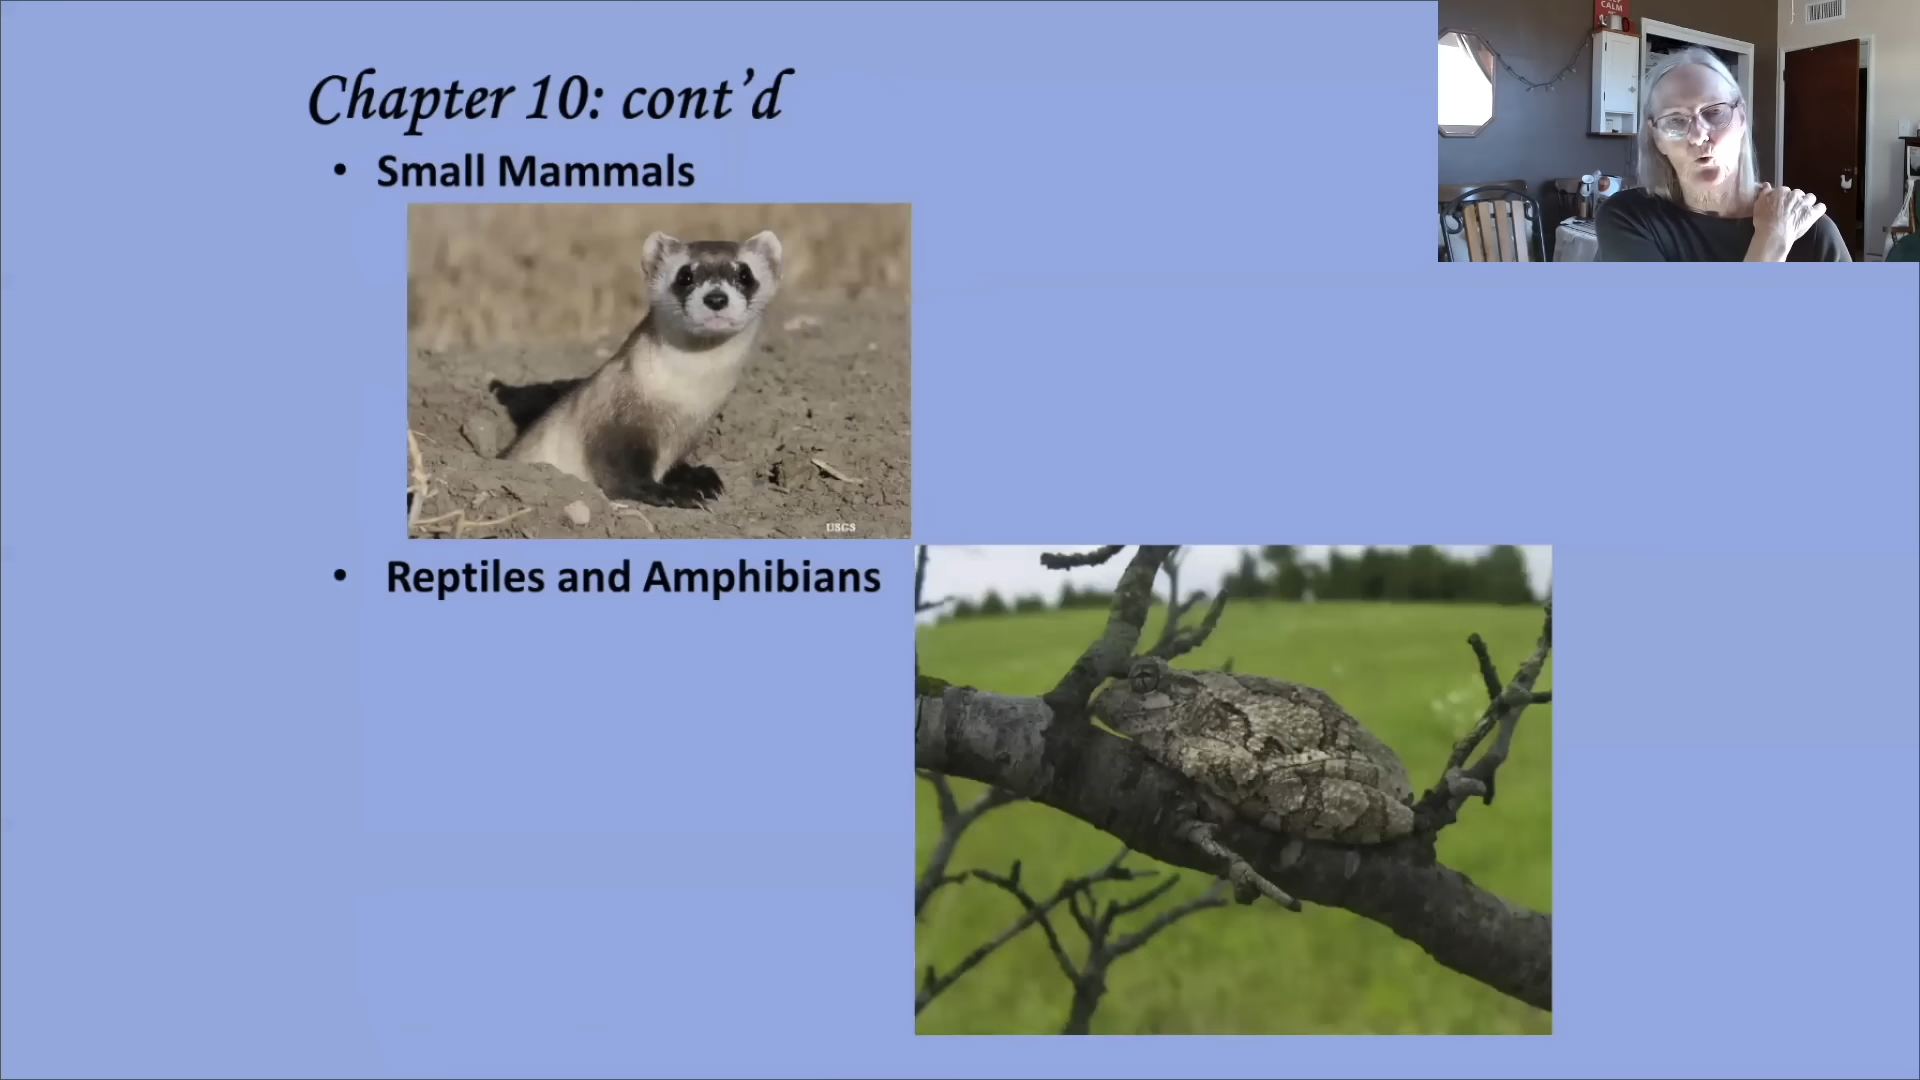 CALM
Chapter 10: cont’d
• Small Mammals
USGS
• Reptiles and Amphibians